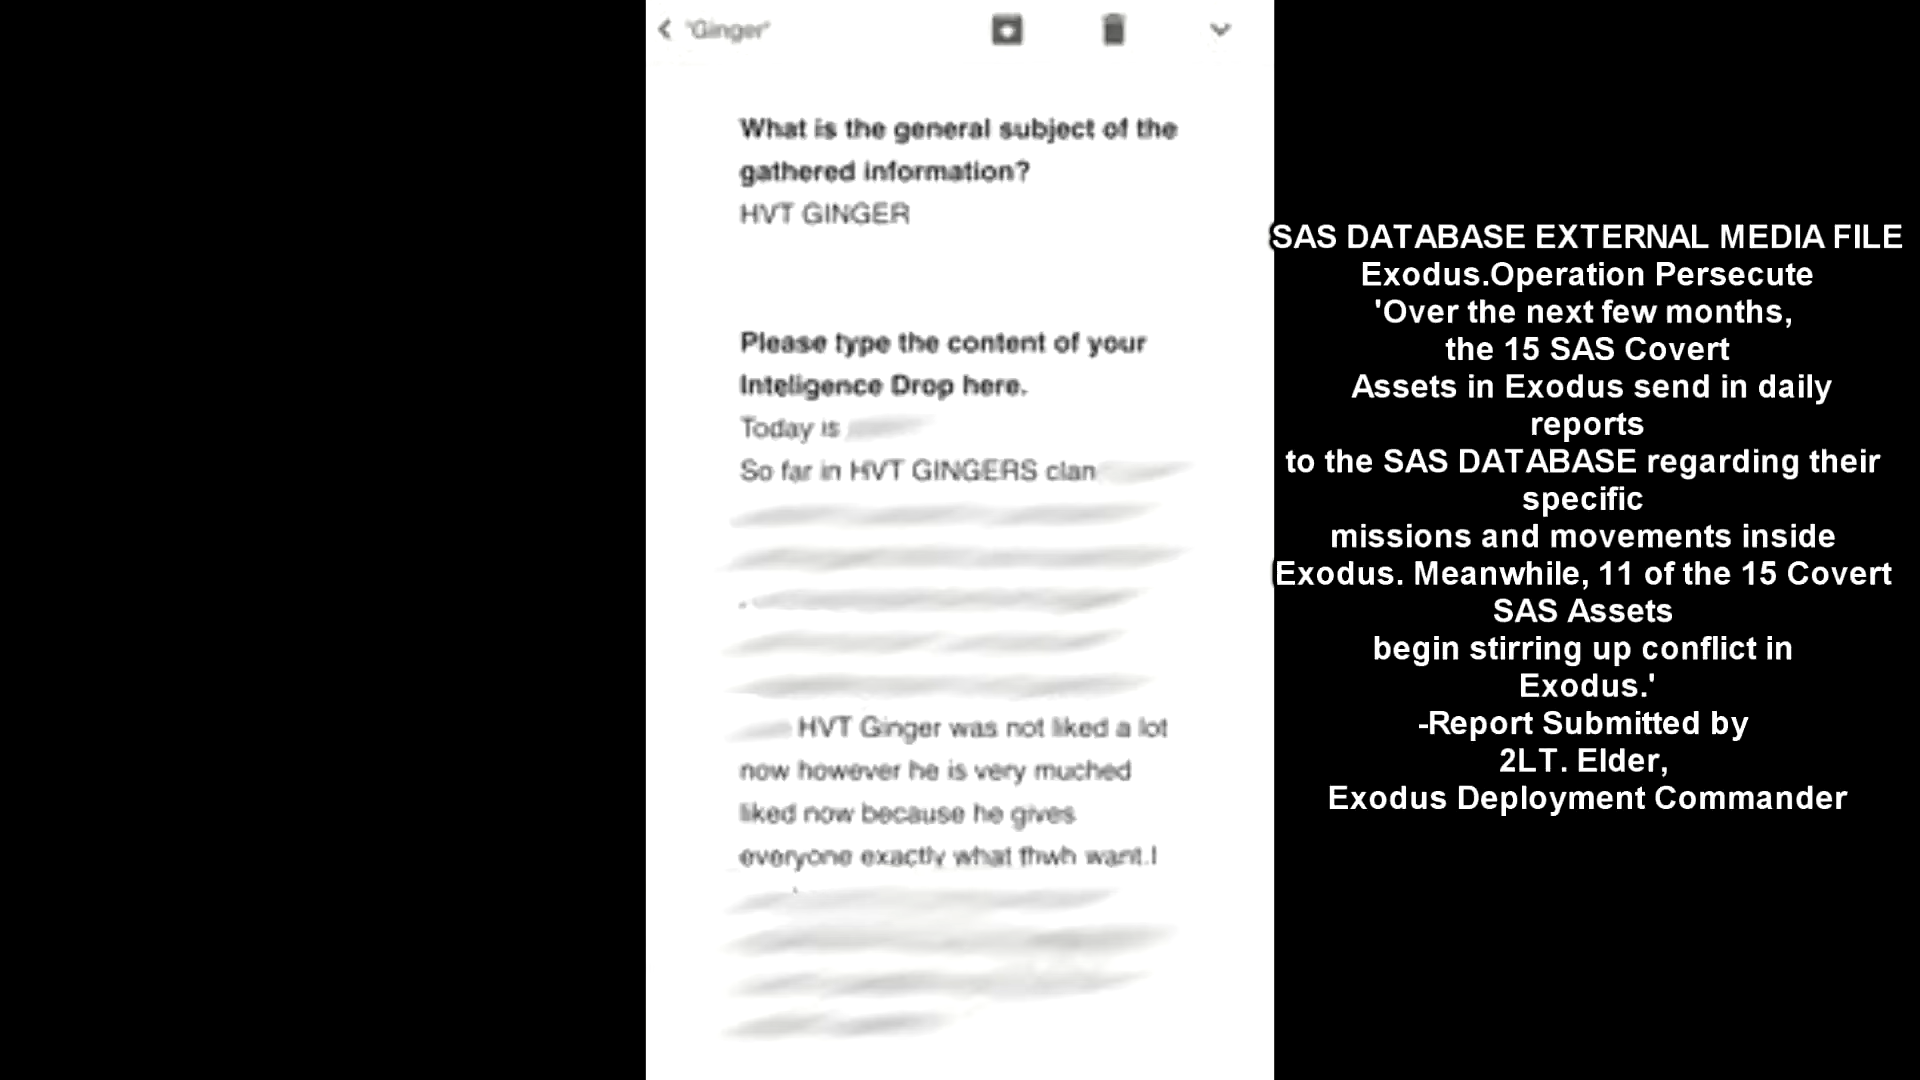 "Ginger"
What is the general subject of the
gathered information?
HVT GINGER
Please type the content of your
Inteligence Drop here.
Today is
So far in HVT GINGERS clan
HVT Ginger was not liked a lot
now however he is very muched
liked now because he gives
everyone exactly what thwh want.I
SAS DATABASE EXTERNAL MEDIA FILE
Exodus.Operation Persecute
'Over the next few months,
the 15 SAS Covert
Assets in Exodus send in daily
reports
to the SAS DATABASE regarding their
specific
missions and movements inside
Exodus. Meanwhile, 11 of the 15 Covert
SAS Assets
begin stirring up conflict in
Exodus.'
-Report Submitted by
2LT. Elder,
Exodus Deployment Commander